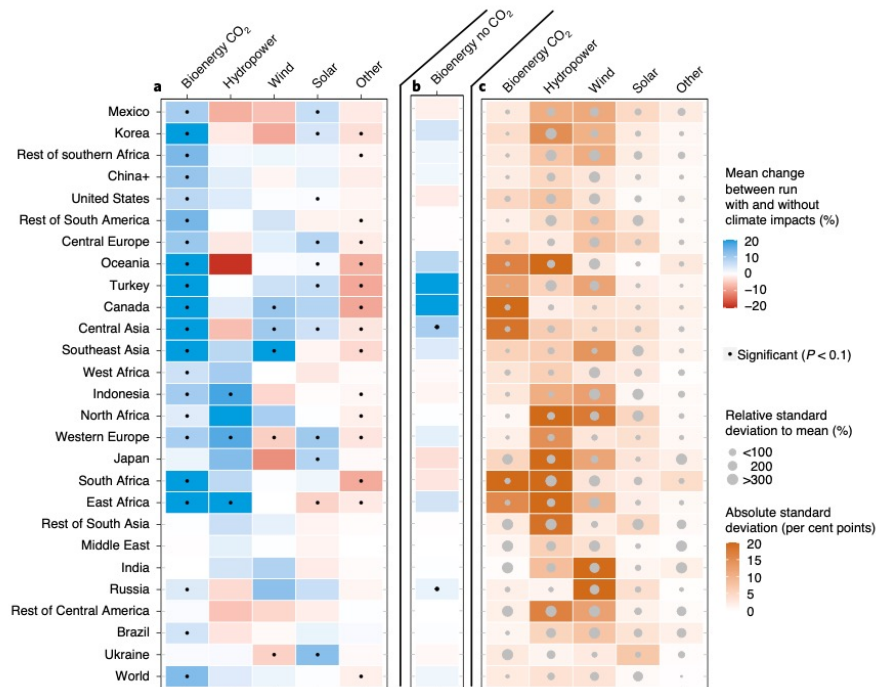 Bioenergy CO2
Hydropower
Wind
Solar
Other
Bioenergy no CO2
Bioenergy CO2
Hydropower
Wind
Solar
Other
a
b
c
Mexico
Korea
Rest of southern Africa
China+
United States
Rest of South America
Central Europe
Oceania
Turkey
Canada
Central Asia
Southeast Asia
West Africa
Indonesia
North Africa
Western Europe
Japan
South Africa
East Africa
Rest of South Asia
Middle East
India
Russia
Rest of Central America
Brazil
Ukraine
World
Mean change
between run
with and without
climate impacts (%)
20
10
0
−10
−20
Significant (P < 0.1)
Relative standard
deviation to mean (%)
<100
200
>300
Absolute standard
deviation (per cent points)
20
15
10
5
0